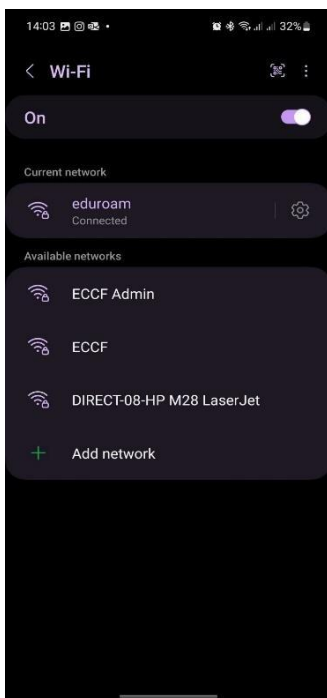 14:03 32%
Wi-Fi
On
Current network
eduroam
Connected
Available networks
ECCF Admin
ECCF
DIRECT-08-HP M28 LaserJet
Add network